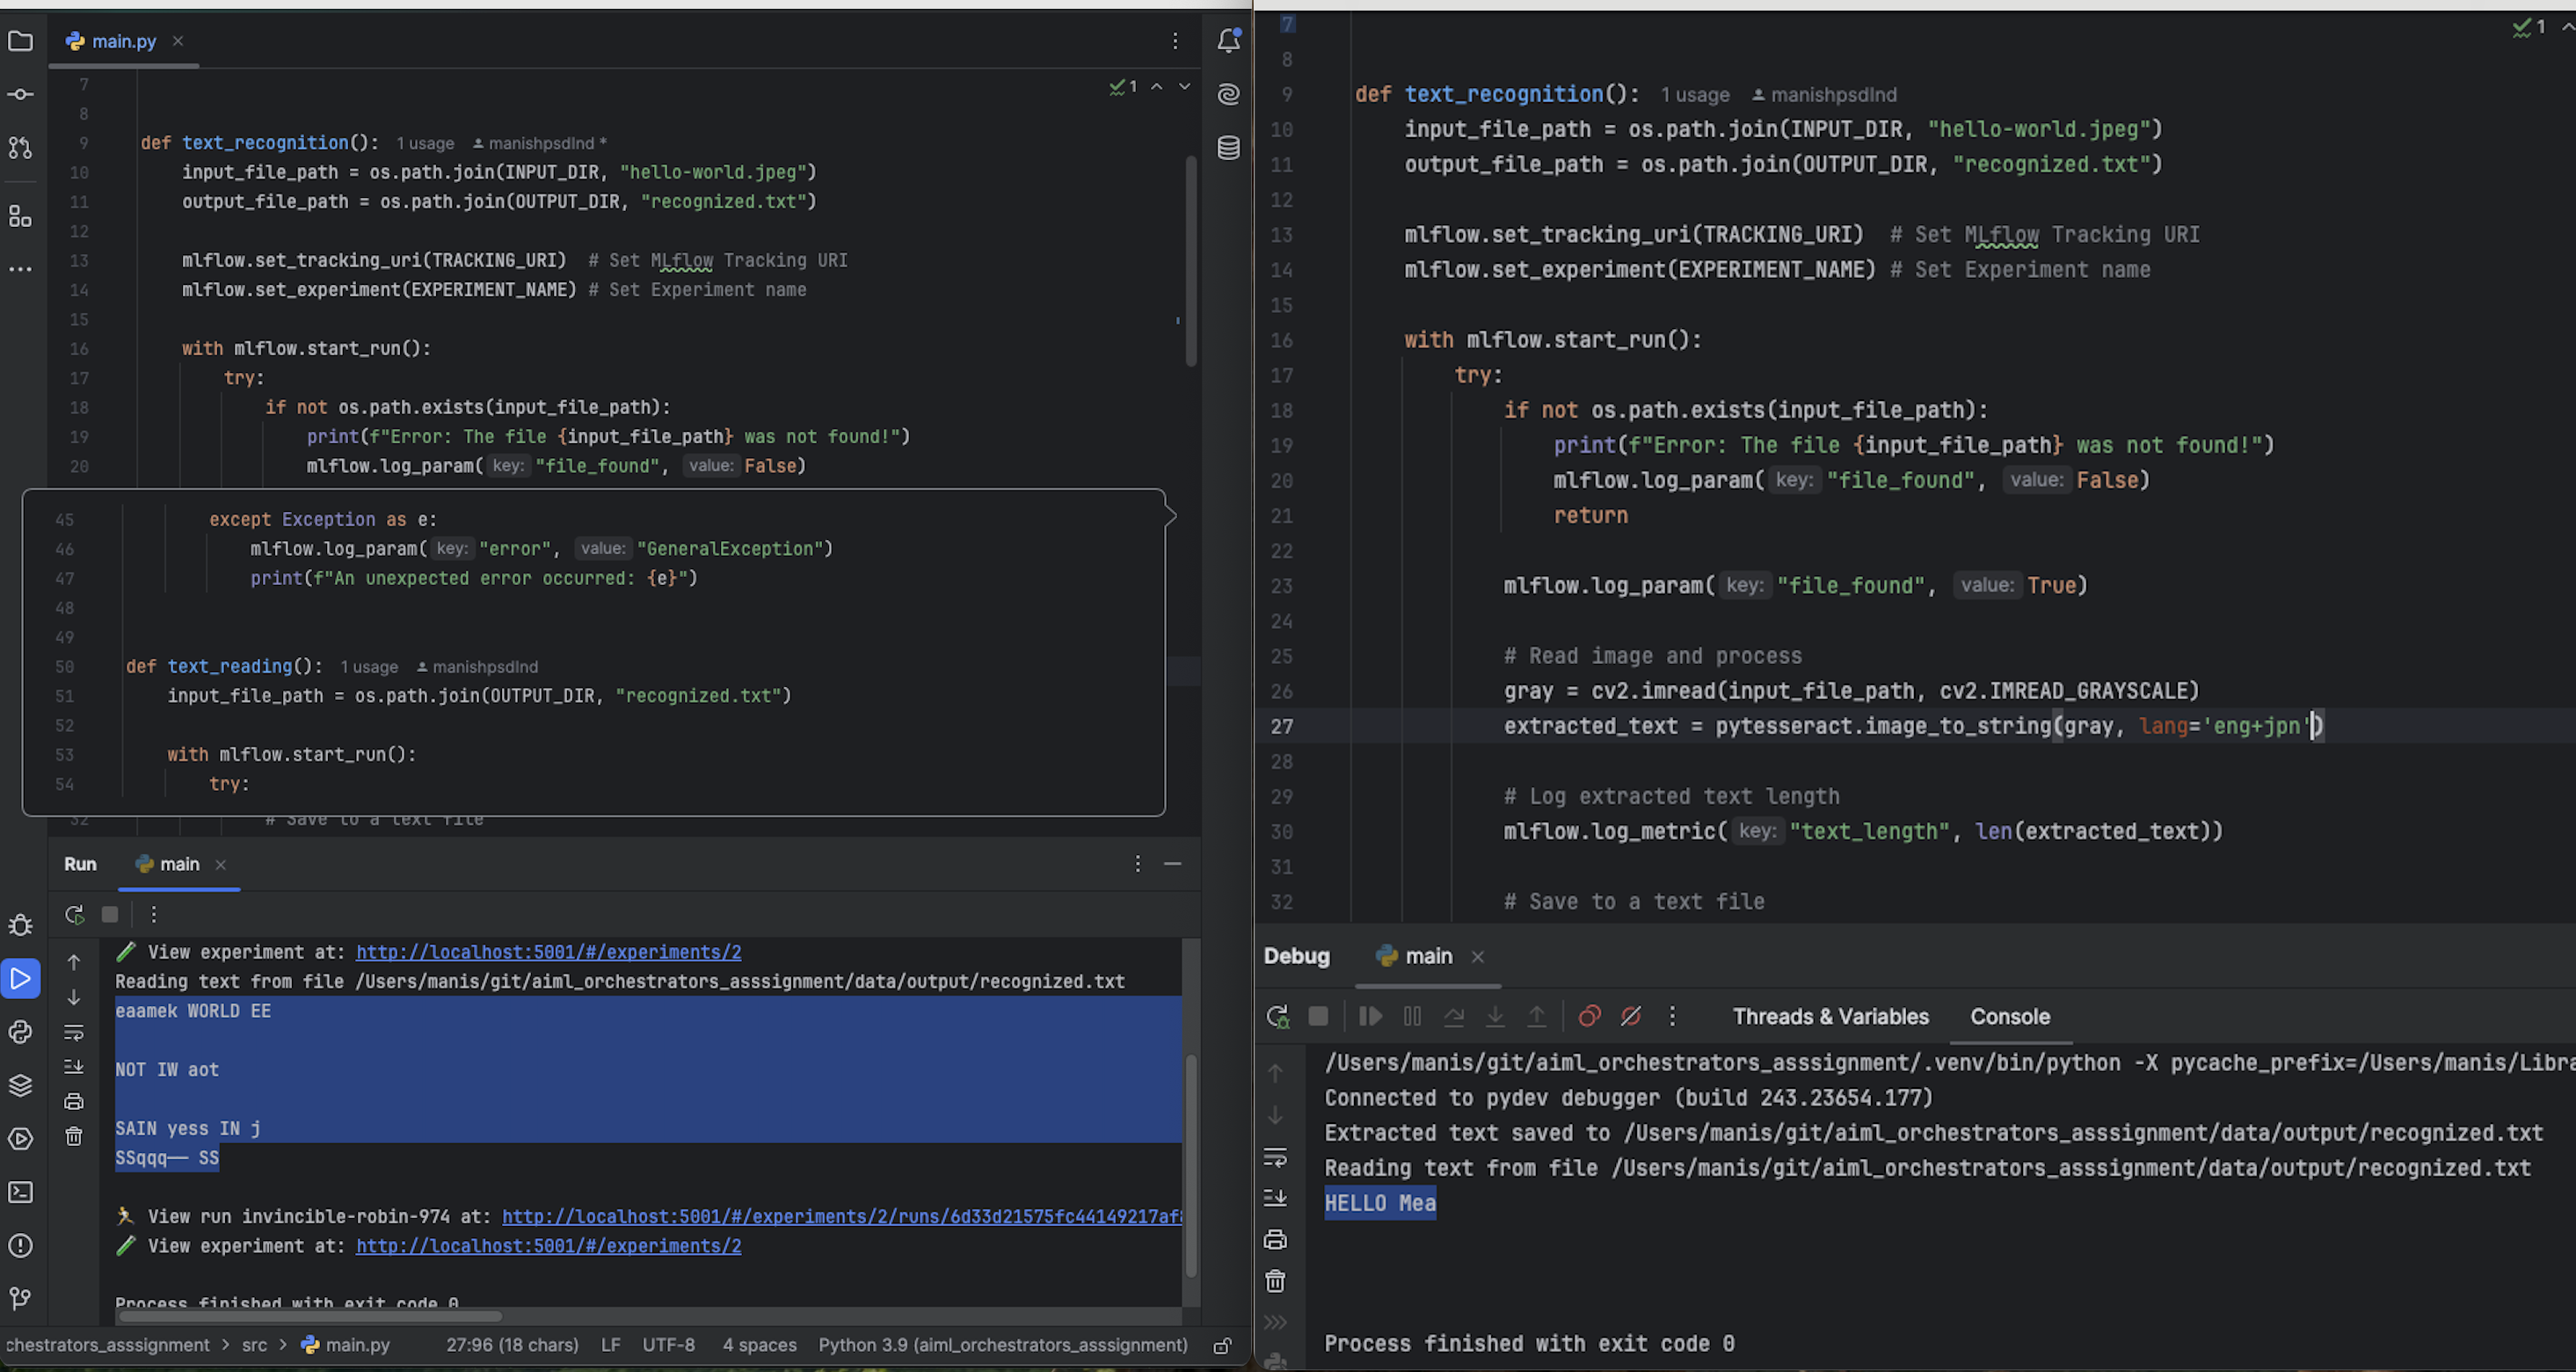 main.py
7
8
9 def text_recognition(): 1 usage manishpsdInd *
10 input_file_path = os.path.join(INPUT_DIR, "hello-world.jpeg")
11 output_file_path = os.path.join(OUTPUT_DIR, "recognized.txt")
12
13 mlflow.set_tracking_uri(TRACKING_URI) # Set MLflow Tracking URI
14 mlflow.set_experiment(EXPERIMENT_NAME) # Set Experiment name
15
16 with mlflow.start_run():
17 try:
18 if not os.path.exists(input_file_path):
19 print(f"Error: The file {input_file_path} was not found!")
20 mlflow.log_param( key: "file_found", value: False)
1
45 except Exception as e:
46 mlflow.log_param( key: "error", value: "GeneralException")
47 print(f"An unexpected error occurred: {e}")
48
49
50 def text_reading(): 1 usage manishpsdInd
51 input_file_path = os.path.join(OUTPUT_DIR, "recognized.txt")
52
53 with mlflow.start_run():
54 try:
32 # Save to a text file
Run main
View experiment at: http://localhost:5001/#/experiments/2
Reading text from file /Users/manis/git/aiml_orchestrators_asssignment/data/output/recognized.txt
eaamek WORLD EE
NOT IW aot
SAIN yess IN j
SSqqq—— SS
View run invincible-robin-974 at: http://localhost:5001/#/experiments/2/runs/6d33d21575fc44149217af
View experiment at: http://localhost:5001/#/experiments/2
Process finished with exit code 0
chestrators_asssignment > src > main.py 27:96 (18 chars) LF UTF-8 4 spaces Python 3.9 (aiml_orchestrators_asssignment)
7
1
8
9 def text_recognition(): 1 usage manishpsdInd
10 input_file_path = os.path.join(INPUT_DIR, "hello-world.jpeg")
11 output_file_path = os.path.join(OUTPUT_DIR, "recognized.txt")
12
13 mlflow.set_tracking_uri(TRACKING_URI) # Set MLflow Tracking URI
14 mlflow.set_experiment(EXPERIMENT_NAME) # Set Experiment name
15
16 with mlflow.start_run():
17 try:
18 if not os.path.exists(input_file_path):
19 print(f"Error: The file {input_file_path} was not found!")
20 mlflow.log_param( key: "file_found", value: False)
21 return
22
23 mlflow.log_param( key: "file_found", value: True)
24
25 # Read image and process
26 gray = cv2.imread(input_file_path, cv2.IMREAD_GRAYSCALE)
27 extracted_text = pytesseract.image_to_string(gray, lang='eng+jpn')
28
29 # Log extracted text length
30 mlflow.log_metric( key: "text_length", len(extracted_text))
31
32 # Save to a text file
Debug main
Threads & Variables Console
/Users/manis/git/aiml_orchestrators_asssignment/.venv/bin/python -X pycache_prefix=/Users/manis/Libra
Connected to pydev debugger (build 243.23654.177)
Extracted text saved to /Users/manis/git/aiml_orchestrators_asssignment/data/output/recognized.txt
Reading text from file /Users/manis/git/aiml_orchestrators_asssignment/data/output/recognized.txt
HELLO Mea
Process finished with exit code 0